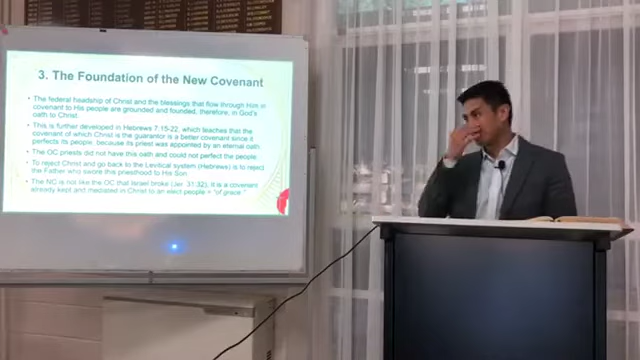 3. The Foundation of the New Covenant
• The federal headship of Christ and the blessings that flow through Him in
covenant to His people are grounded and founded, therefore, in God's
oath to Christ.
• This is further developed in Hebrews 7:15-22, which teaches that the
covenant of which Christ is the guarantor is a better covenant since it
perfects its people, because its priest was appointed by an eternal oath.
• The OC priests did not have this oath and could not perfect the people.
• To reject Christ and go back to the Levitical system (Hebrews) is to reject
the Father who swore this priesthood to His Son.
• The NC is not like the OC that Israel broke (Jer. 31:32), it is a covenant
already kept and mediated in Christ to an elect people = "of grace."